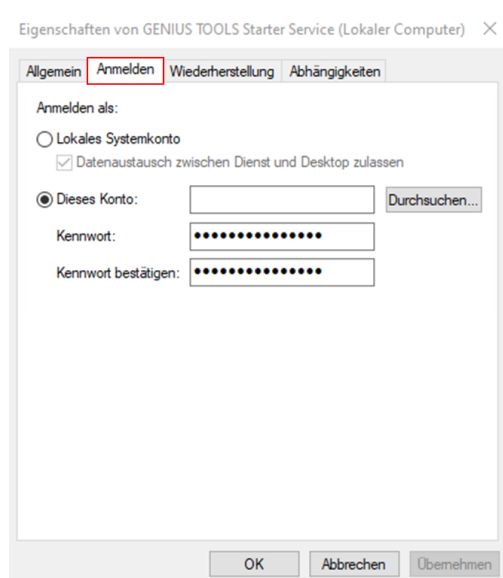 Eigenschaften von GENIUS TOOLS Starter Service (Lokaler Computer)
Allgemein Anmelden Wiederherstellung Abhängigkeiten
Anmelden als:
Lokales Systemkonto
Datenaustausch zwischen Dienst und Desktop zulassen
Dieses Konto: Durchsuchen...
Kennwort: •••••••••••••••
Kennwort bestätigen: •••••••••••••••
OK Abbrechen Übernehmen